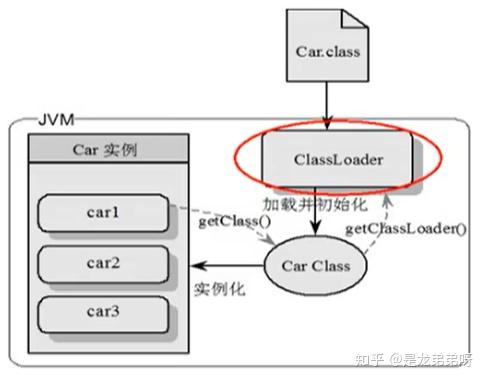 Car.class
JVM
Car 实例
ClassLoader
car1
加载并初始化
getClass()
getClassLoader()
car2
Car Class
实例化
car3
知乎 @是龙弟弟呀